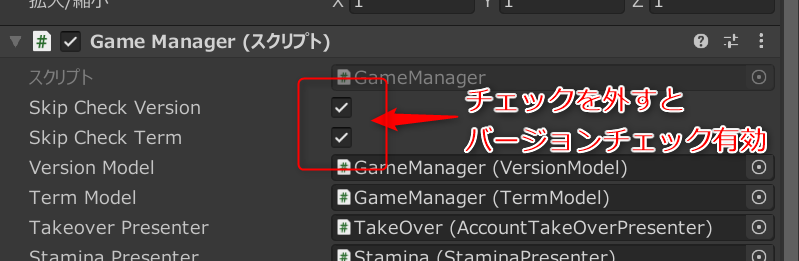 拡大/縮小 X 1 Y 1 Z 1
Game Manager (スクリプト)
スクリプト GameManager
Skip Check Version
チェックを外すと
Skip Check Term
バージョンチェック有効
Version Model GameManager (VersionModel)
Term Model GameManager (TermModel)
Takeover Presenter TakeOver (AccountTakeOverPresenter)
Stamina Presenter Stamina (StaminaPresenter)